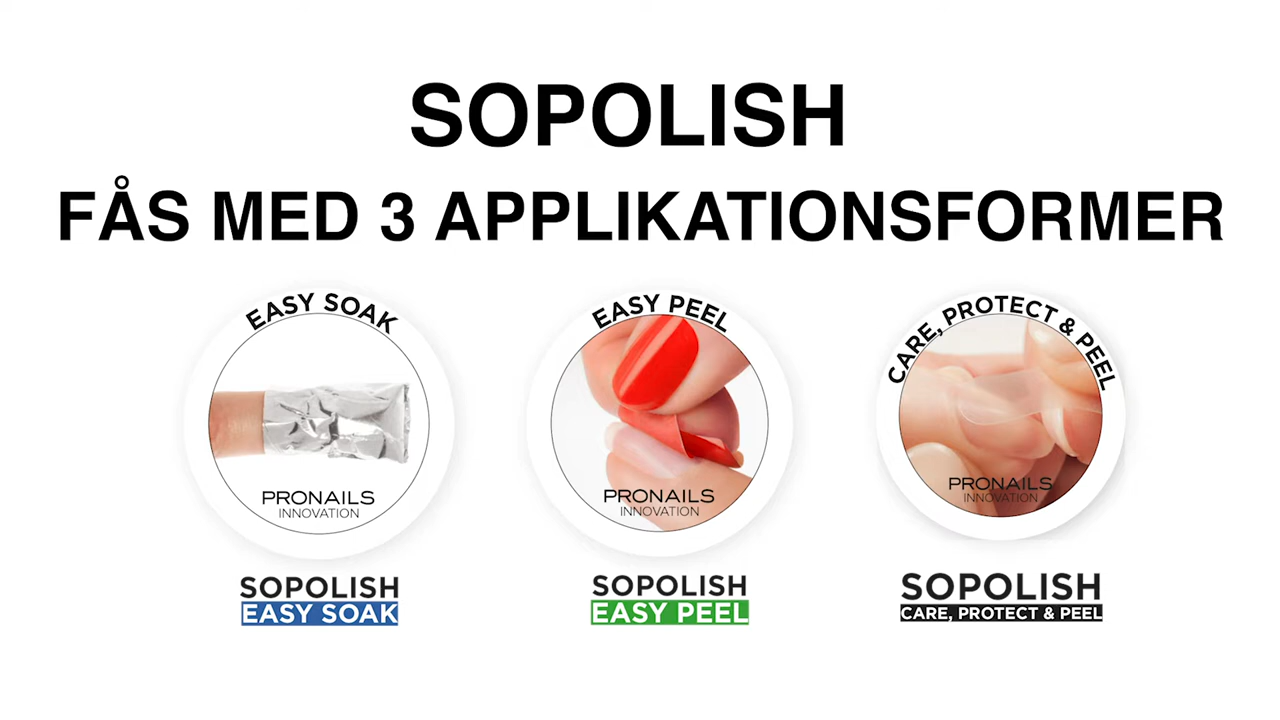 SOPOLISH
FÅS MED 3 APPLIKATIONSFORMER
EASY SOAK
PRONAILS
INNOVATION
SOPOLISH
EASY SOAK
EASY PEEL
PRONAILS
INNOVATION
SOPOLISH
EASY PEEL
CARE, PROTECT & PEEL
PRONAILS
INNOVATION
SOPOLISH
CARE, PROTECT & PEEL